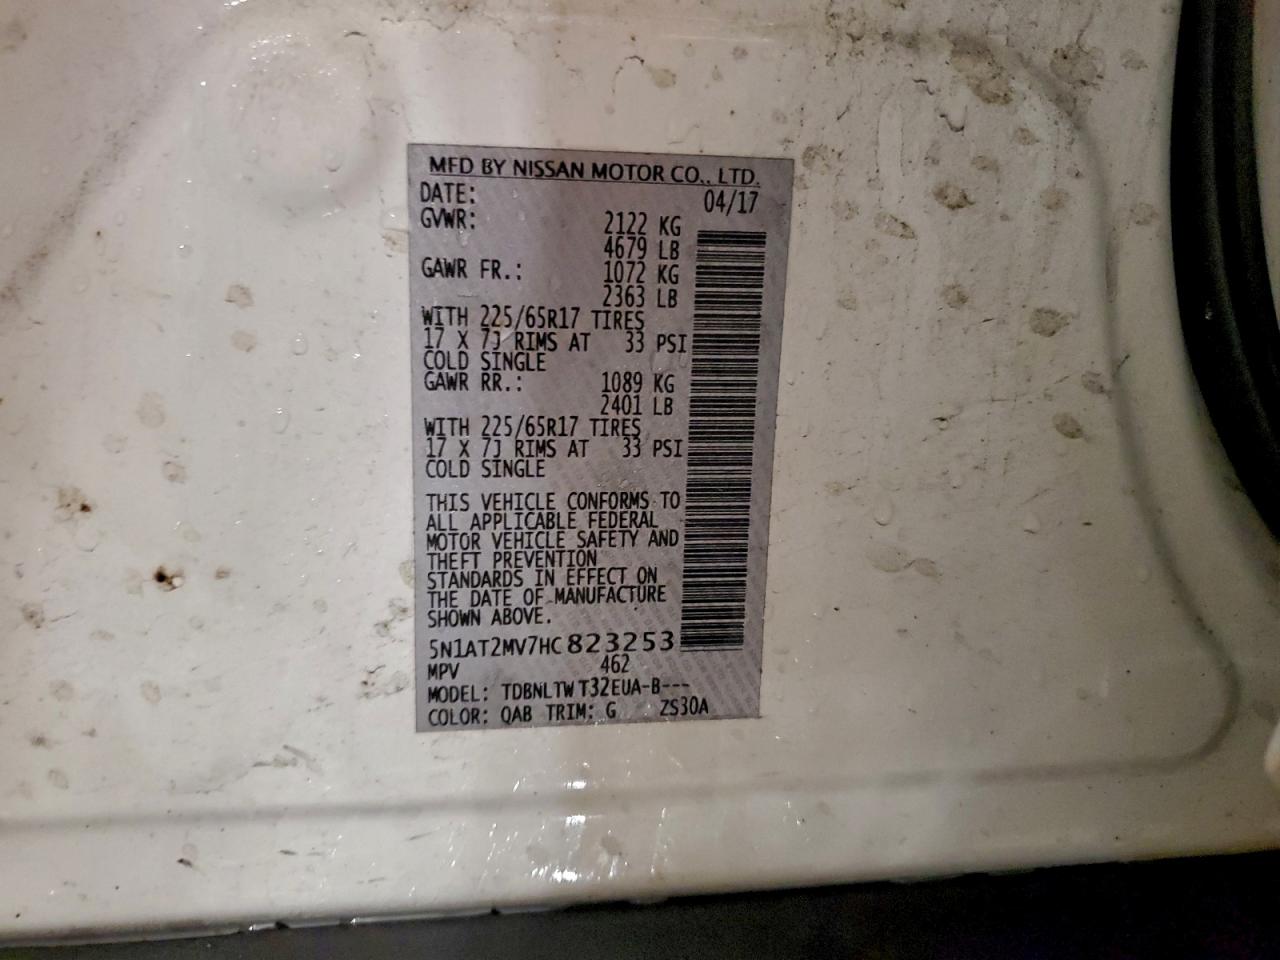 MFD BY NISSAN MOTOR CO., LTD.
DATE: 04/17
GVWR: 2122 KG
4679 LB
GAWR FR.: 1072 KG
2363 LB
WITH 225/65R17 TIRES
17 X 7J RIMS AT 33 PSI
COLD SINGLE
GAWR RR.: 1089 KG
2401 LB
WITH 225/65R17 TIRES
17 X 7J RIMS AT 33 PSI
COLD SINGLE
THIS VEHICLE CONFORMS TO
ALL APPLICABLE FEDERAL
MOTOR VEHICLE SAFETY AND
THEFT PREVENTION
STANDARDS IN EFFECT ON
THE DATE OF MANUFACTURE
SHOWN ABOVE.
5N1AT2MV7HC823253
MPV 462
MODEL: TDBNLTWT32EUA-B---
COLOR: QAB TRIM: G ZS30A